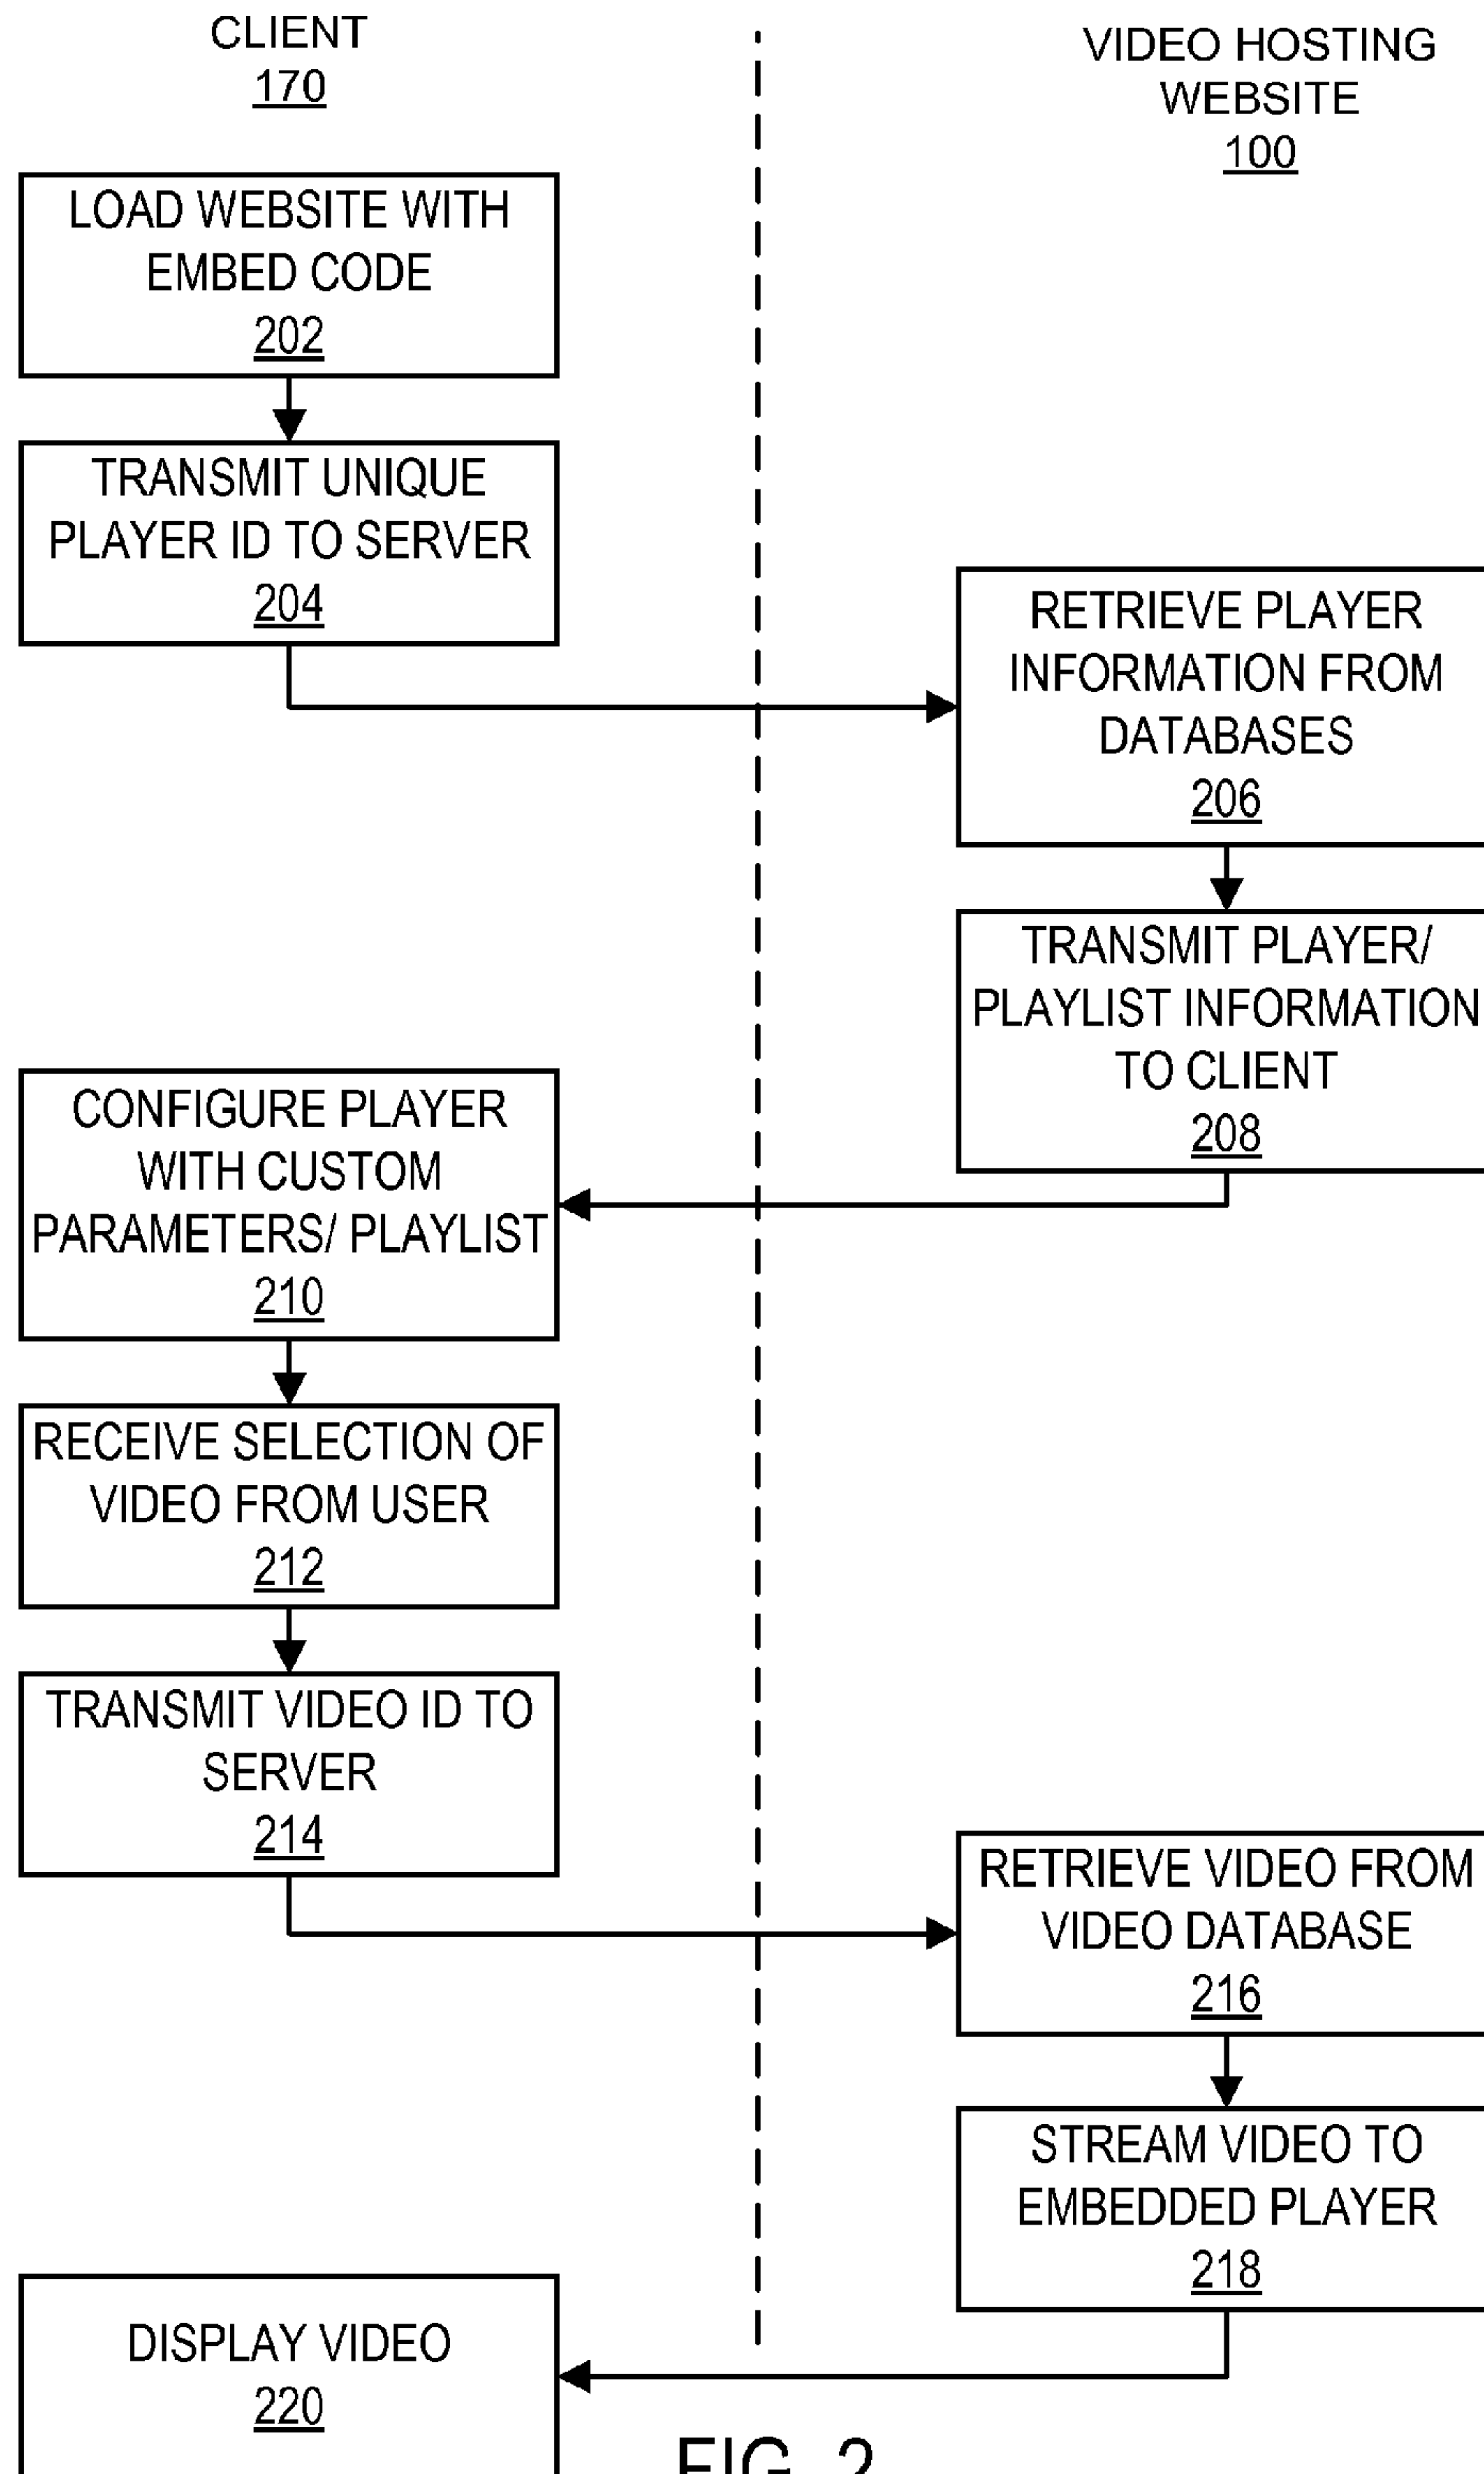 CLIENT
170
VIDEO HOSTING
WEBSITE
100
LOAD WEBSITE WITH
EMBED CODE
202
TRANSMIT UNIQUE
PLAYER ID TO SERVER
204
RETRIEVE PLAYER
INFORMATION FROM
DATABASES
206
TRANSMIT PLAYER/
PLAYLIST INFORMATION
TO CLIENT
208
CONFIGURE PLAYER
WITH CUSTOM
PARAMETERS/ PLAYLIST
210
RECEIVE SELECTION OF
VIDEO FROM USER
212
TRANSMIT VIDEO ID TO
SERVER
214
RETRIEVE VIDEO FROM
VIDEO DATABASE
216
STREAM VIDEO TO
EMBEDDED PLAYER
218
DISPLAY VIDEO
220
FIG. 2